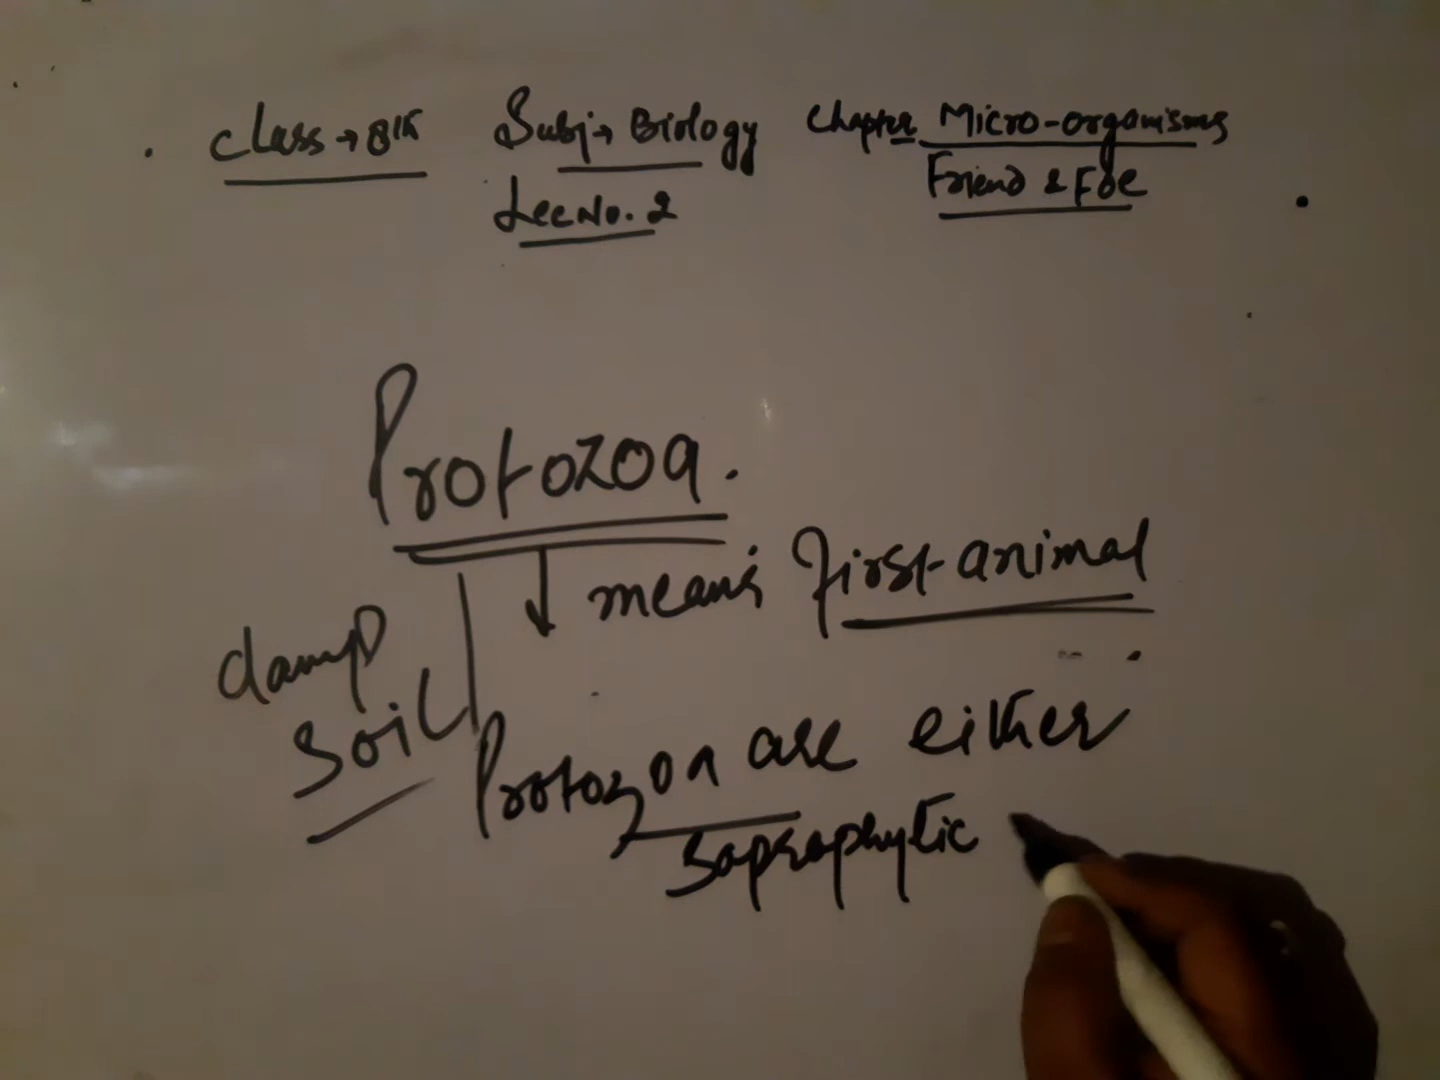 Class → 8th Subj → Biology Chapter Micro-organisms
Lec No. 2 Friend & Foe
Protozoa.
means first animal
damp
soil
Protozoa are either
saprophytic